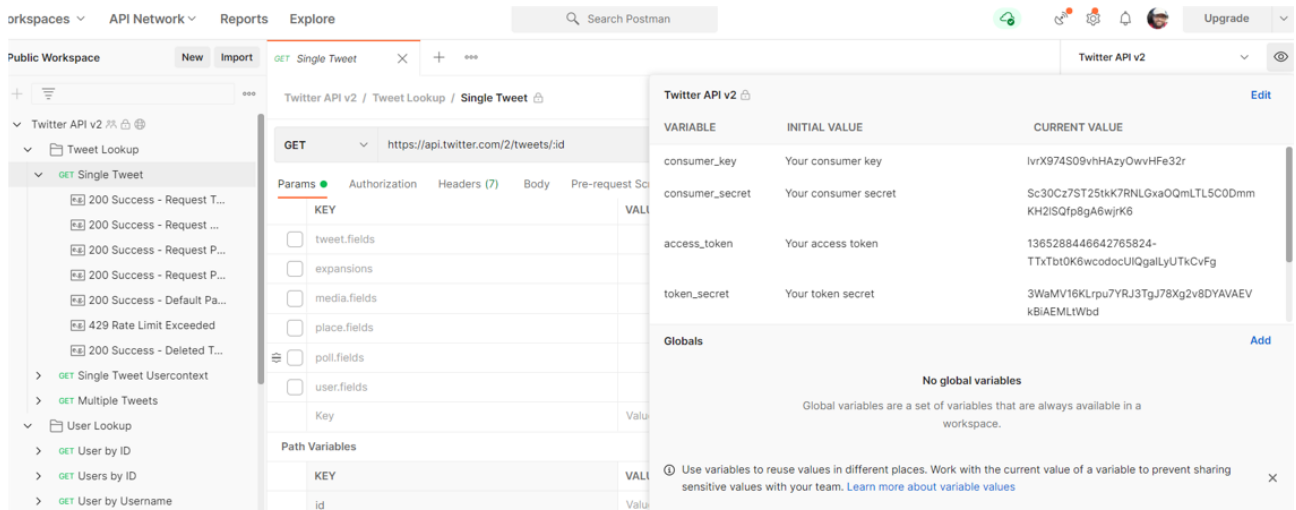 orkspaces API Network Reports Explore Search Postman Upgrade
Public Workspace New Import GET Single Tweet Twitter API v2
Twitter API v2
Tweet Lookup
GET Single Tweet
200 Success - Request T...
200 Success - Request ...
200 Success - Request P...
200 Success - Request P...
200 Success - Default Pa...
429 Rate Limit Exceeded
200 Success - Deleted T...
GET Single Tweet Usercontext
GET Multiple Tweets
User Lookup
GET User by ID
GET Users by ID
GET User by Username
Twitter API v2 / Tweet Lookup / Single Tweet
GET https://api.twitter.com/2/tweets/:id
Params Authorization Headers (7) Body Pre-request Scr
KEY VALU
tweet.fields
expansions
media.fields
place.fields
poll.fields
user.fields
Key Valu
Path Variables
KEY VALU
id Valu
Twitter API v2 Edit
VARIABLE INITIAL VALUE CURRENT VALUE
consumer_key Your consumer key
consumer_secret Your consumer secret
access_token Your access token
token_secret Your token secret
Globals Add
No global variables
Global variables are a set of variables that are always available in a
workspace.
Use variables to reuse values in different places. Work with the current value of a variable to prevent sharing
sensitive values with your team. Learn more about variable values